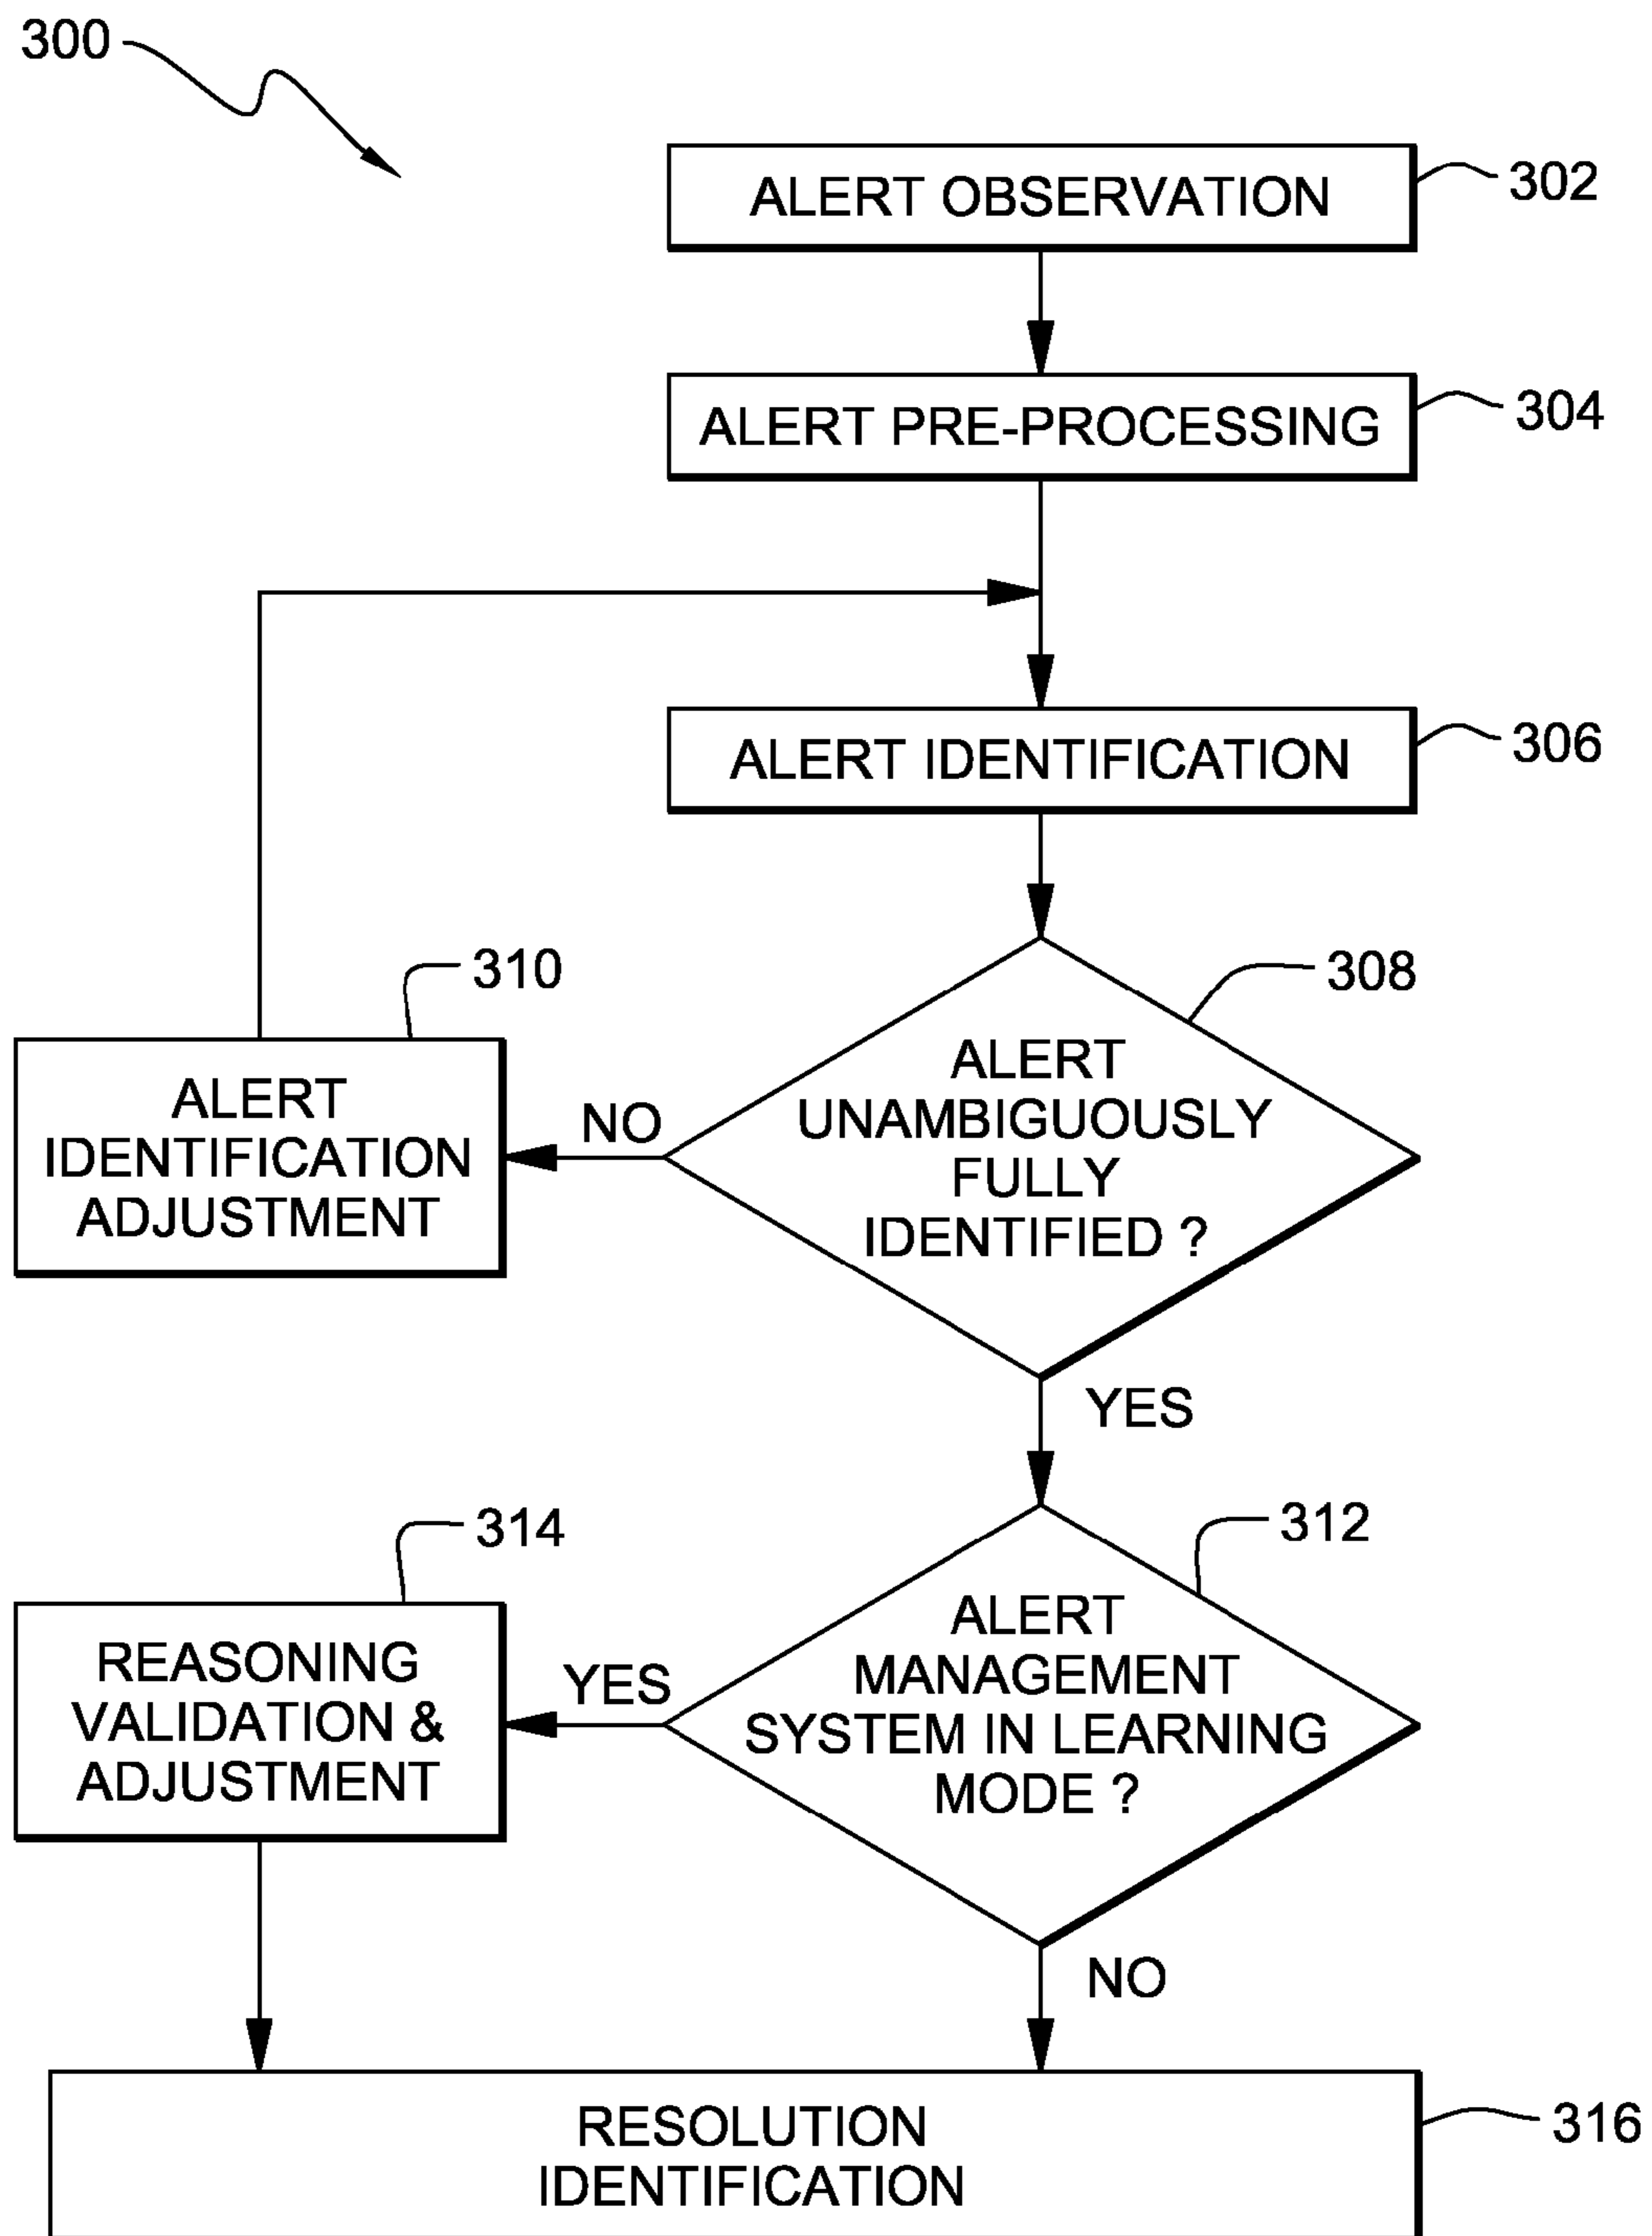 300
ALERT OBSERVATION
302
ALERT PRE-PROCESSING
304
ALERT IDENTIFICATION
306
310
308
ALERT
IDENTIFICATION
ADJUSTMENT
NO
ALERT
UNAMBIGUOUSLY
FULLY
IDENTIFIED ?
YES
314
312
REASONING
VALIDATION &
ADJUSTMENT
YES
ALERT
MANAGEMENT
SYSTEM IN LEARNING
MODE ?
NO
RESOLUTION
IDENTIFICATION
316